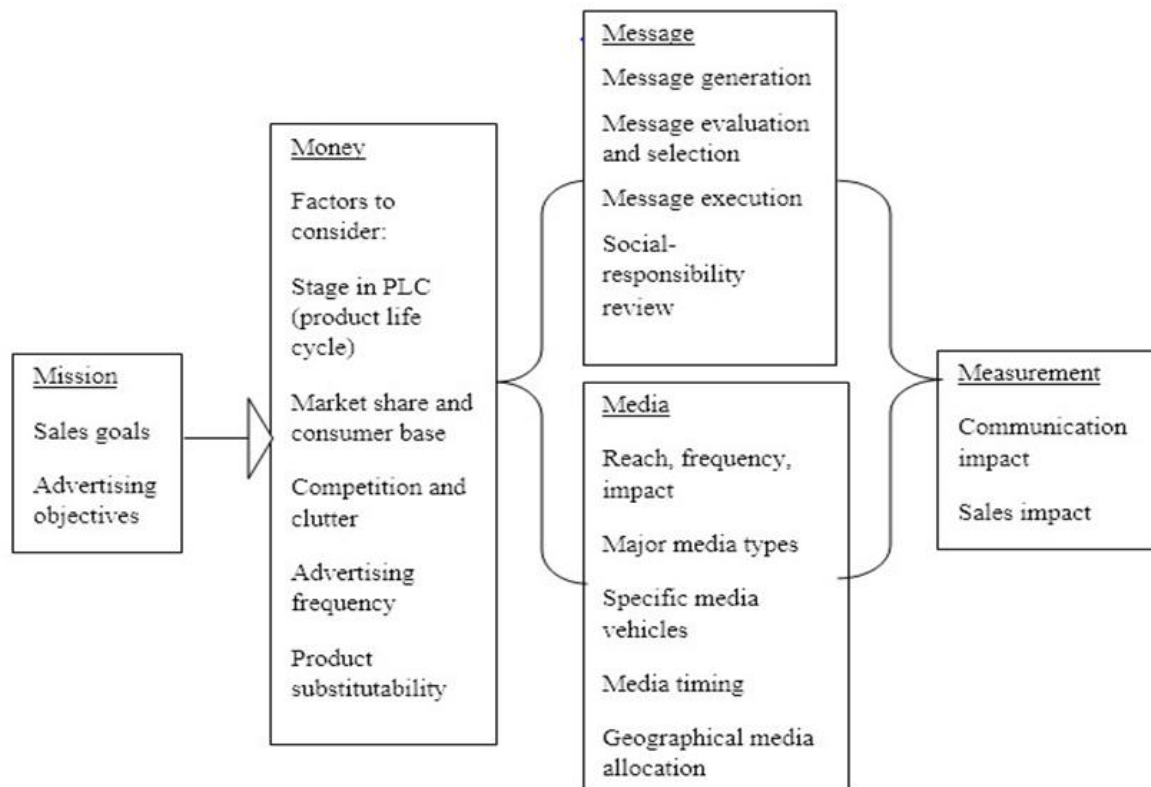 Mission
Sales goals
Advertising
objectives
Money
Factors to
consider:
Stage in PLC
(product life
cycle)
Market share and
consumer base
Competition and
clutter
Advertising
frequency
Product
substitutability
Message
Message generation
Message evaluation
and selection
Message execution
Social-
responsibility
review
Media
Reach, frequency,
impact
Major media types
Specific media
vehicles
Media timing
Geographical media
allocation
Measurement
Communication
impact
Sales impact